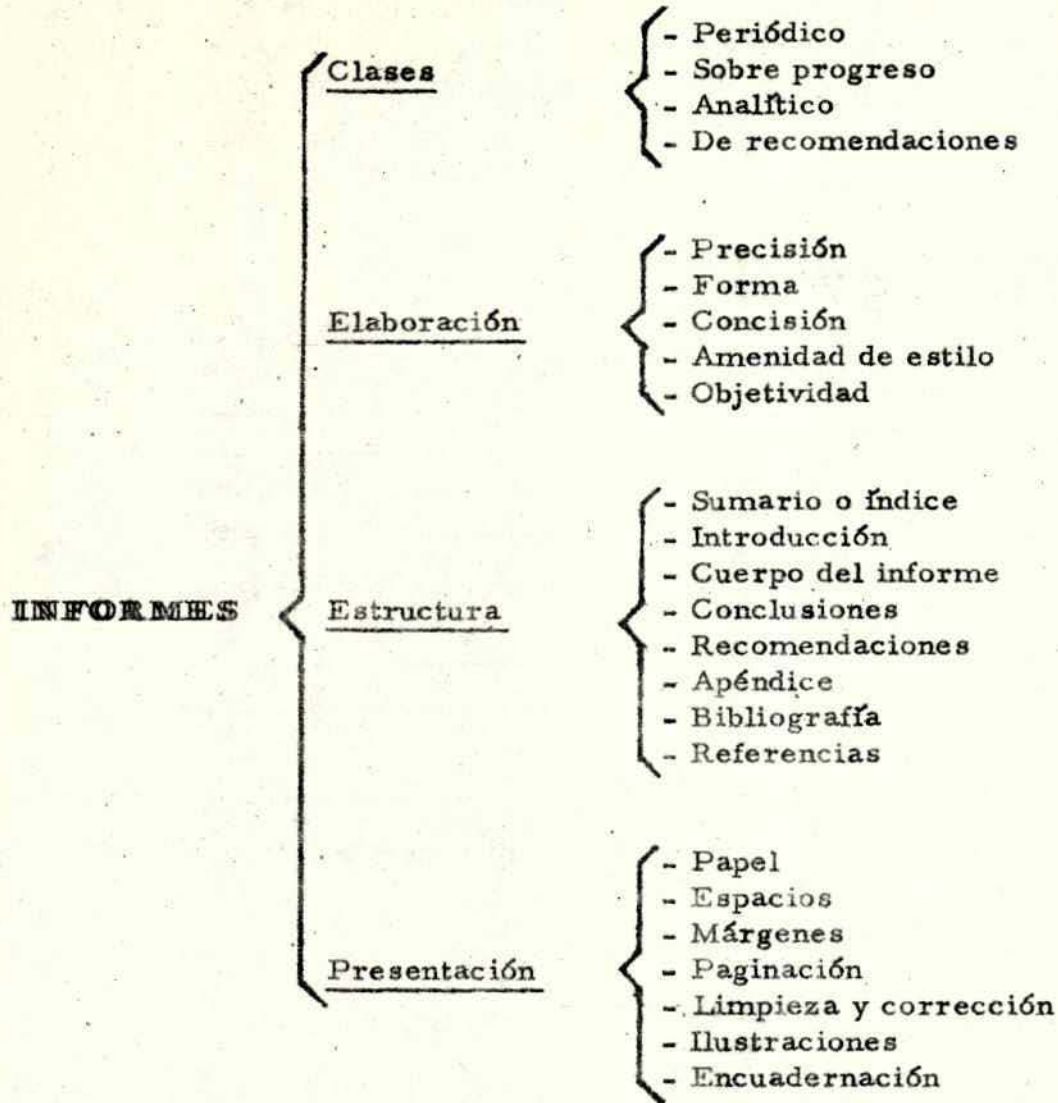 INFORMES
Clases
- Periódico
- Sobre progreso
- Analítico
- De recomendaciones
Elaboración
- Precisión
- Forma
- Concisión
- Amenidad de estilo
- Objetividad
Estructura
- Sumario o índice
- Introducción
- Cuerpo del informe
- Conclusiones
- Recomendaciones
- Apéndice
- Bibliografía
- Referencias
Presentación
- Papel
- Espacios
- Márgenes
- Paginación
- Limpieza y corrección
- Ilustraciones
- Encuadernación